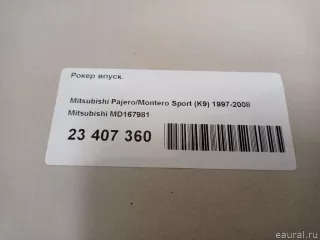 Рокер впуск.
Mitsubishi Pajero/Montero Sport (K9) 1997-2008
Mitsubishi MD167981
23 407 360
eaural.ru